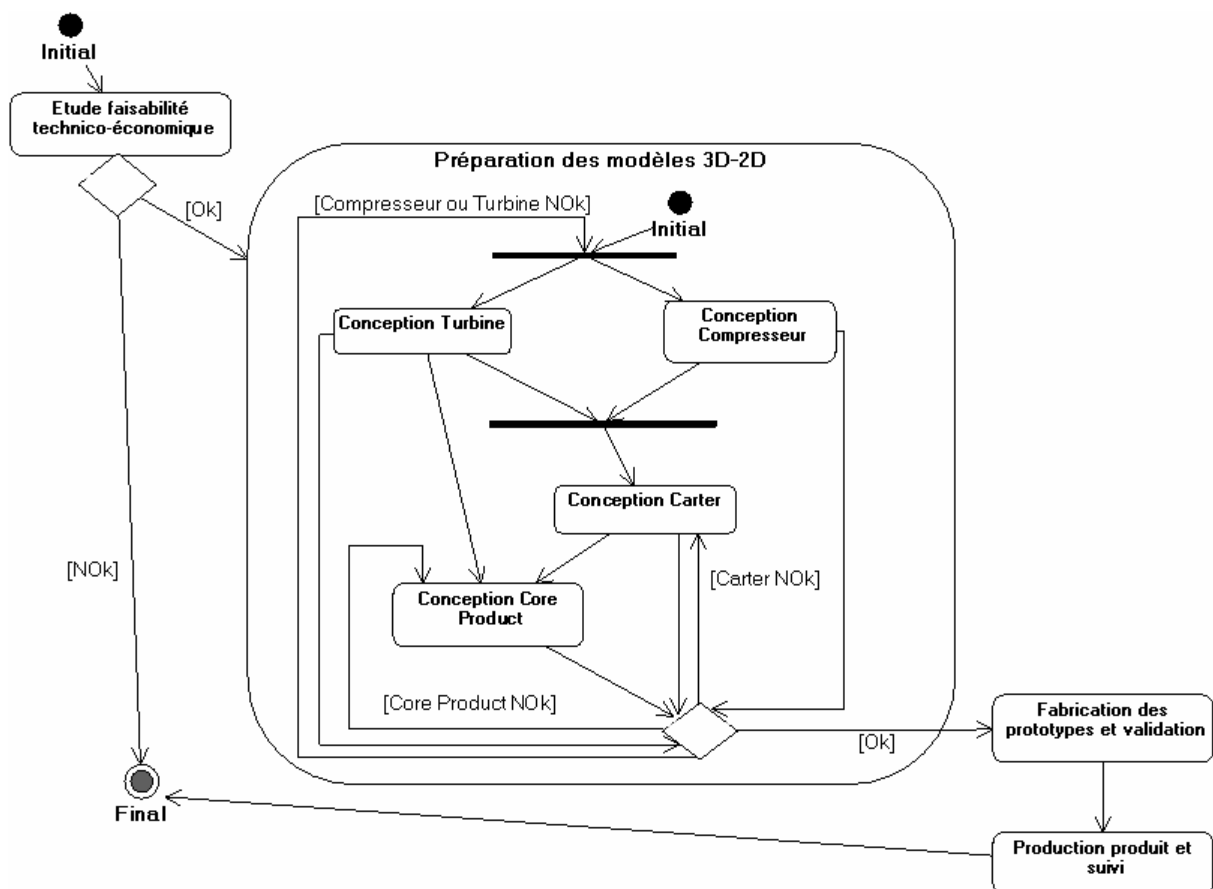 Initial
Etude faisabilité
technico-économique
[Ok]
[NOk]
Final
Préparation des modèles 3D-2D
[Compresseur ou Turbine NOk]
Initial
Conception Turbine
Conception
Compresseur
Conception Carter
[Carter NOk]
Conception Core
Product
[Core Product NOk]
[Ok]
Fabrication des
prototypes et validation
Production produit et
suivi